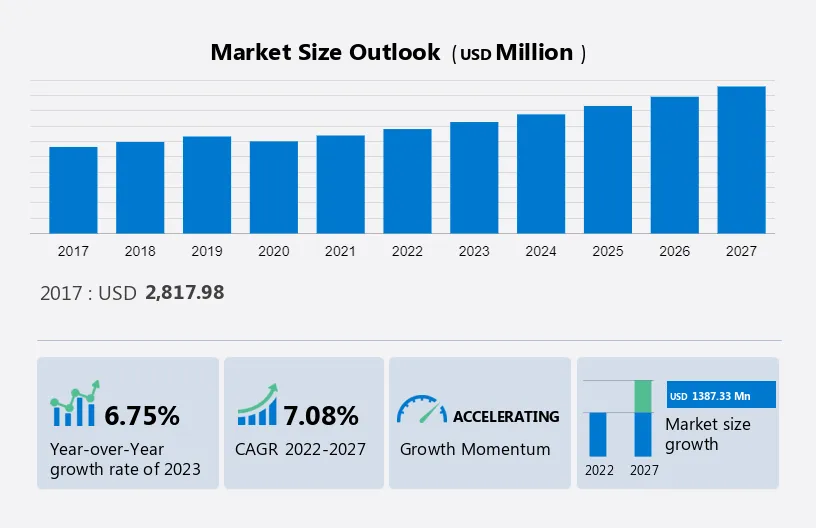 Market Size Outlook (USD Million)
2017 2018 2019 2020 2021 2022 2023 2024 2025 2026 2027
2017 : USD 2,817.98
6.75%
Year-over-Year
growth rate of 2023
7.08%
CAGR 2022-2027
ACCELERATING
Growth Momentum
USD 1387.33 Mn
Market size
growth
2022 2027